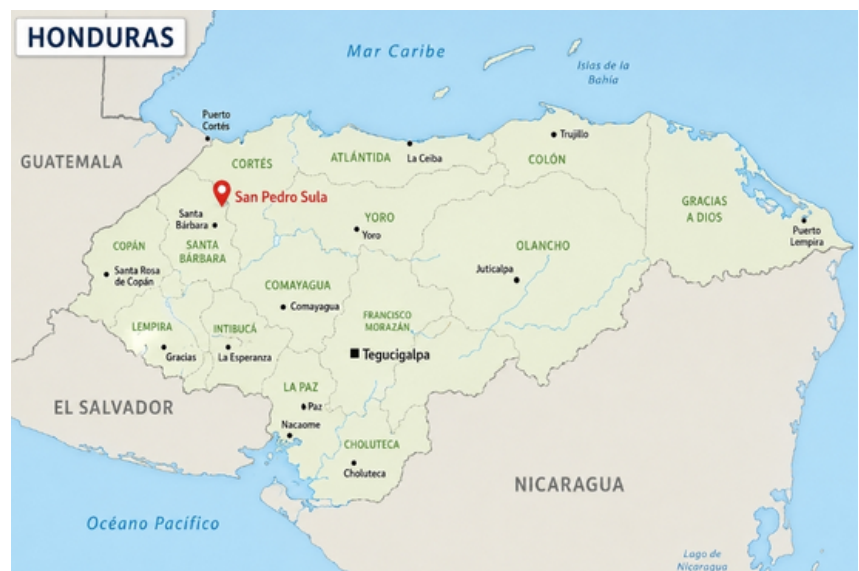 HONDURAS
Mar Caribe
Islas de la
Bahía
Puerto
Cortés
Trujillo
GUATEMALA
CORTÉS
ATLÁNTIDA
La Ceiba
COLÓN
San Pedro Sula
GRACIAS
A DIOS
Santa
Bárbara
YORO
Yoro
Puerto
Lempira
COPÁN
SANTA
BÁRBARA
OLANCHO
Santa Rosa
de Copán
COMAYAGUA
Juticalpa
Comayagua
FRANCISCO
MORAZÁN
LEMPIRA
INTIBUCÁ
Gracias
La Esperanza
Tegucigalpa
LA PAZ
EL SALVADOR
Paz
Nacaome
CHOLUTECA
Choluteca
NICARAGUA
Océano Pacífico
Lago de
Nicaragua